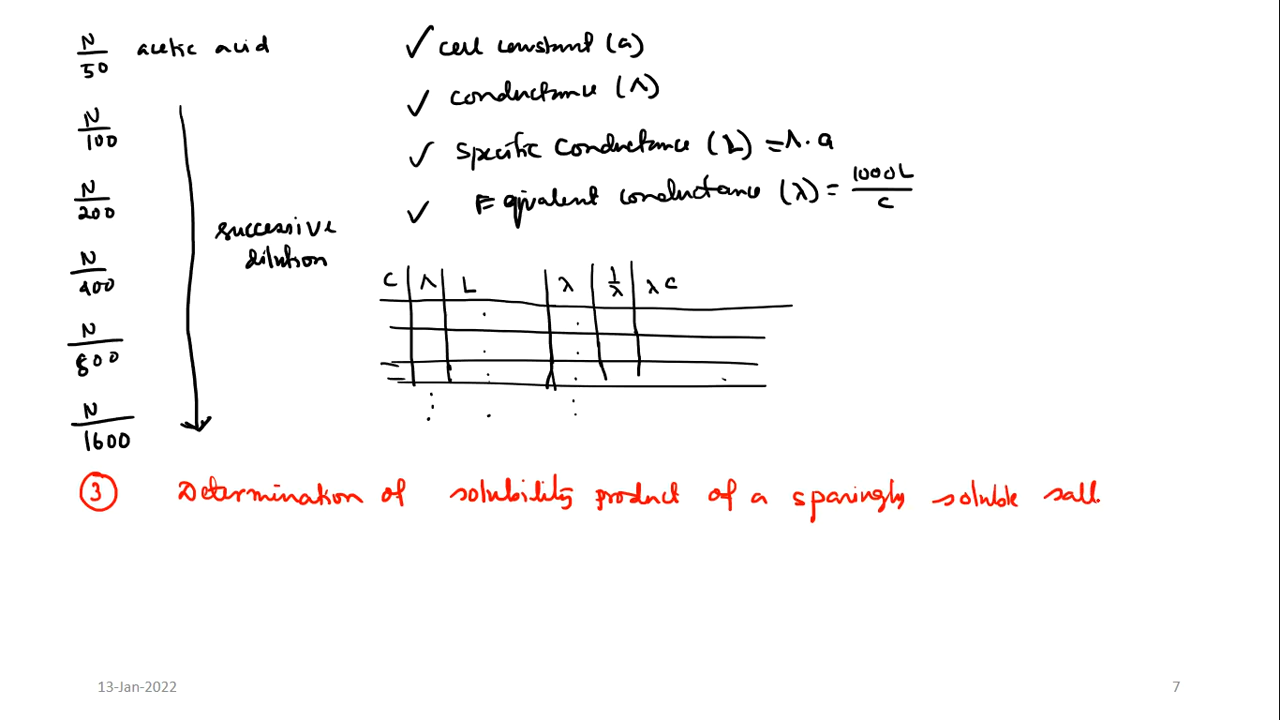 N/50 acetic acid
N/100
N/200
N/400
N/800
N/1600
successive
dilution
✓ cell constant (a)
✓ conductance (Λ)
✓ specific conductance (L) = Λ.a
✓ Equivalent conductance (λ) = 1000L/c
C | Λ | L | λ | 1/λ | λC
③ Determination of solubility product of a sparingly soluble salt.
13-Jan-2022
7